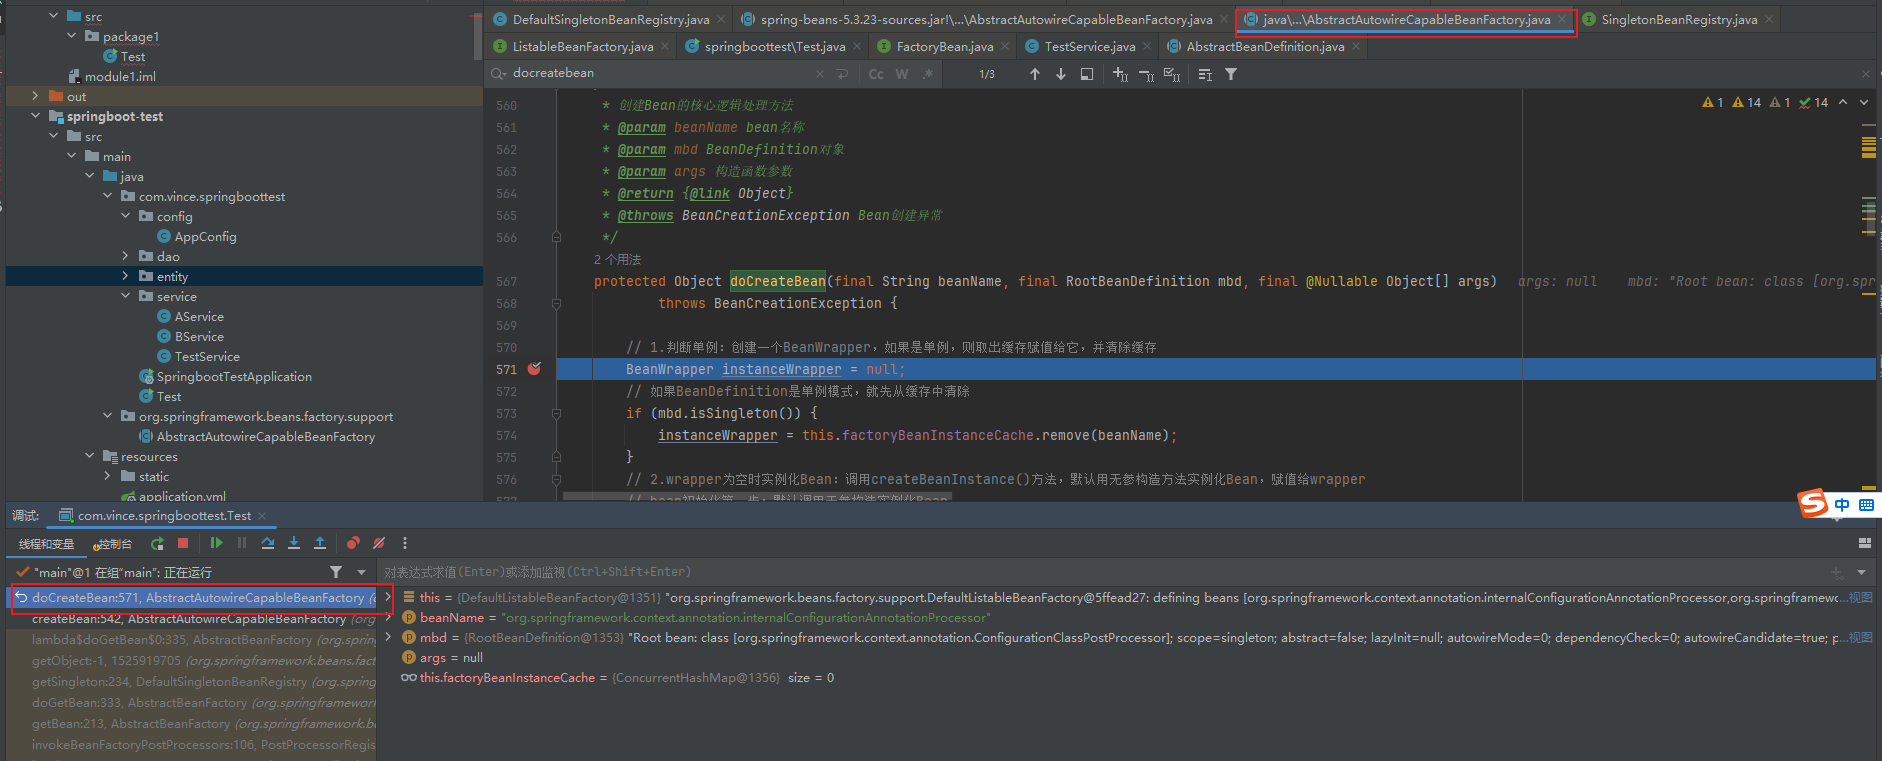 src
package1
Test
module1.iml
out
springboot-test
src
main
java
com.vince.springboottest
config
AppConfig
dao
entity
service
AService
BService
TestService
SpringbootTestApplication
Test
org.springframework.beans.factory.support
AbstractAutowireCapableBeanFactory
resources
static
application.yml
DefaultSingletonBeanRegistry.java
spring-beans-5.3.23-sources.jar!\...\AbstractAutowireCapableBeanFactory.java
java\...\AbstractAutowireCapableBeanFactory.java
SingletonBeanRegistry.java
ListableBeanFactory.java
springboottest\Test.java
FactoryBean.java
TestService.java
AbstractBeanDefinition.java
docreatebean
Cc W .*
1/3
1 14 1 14
560 * 创建Bean的核心逻辑处理方法
561 * @param beanName bean名称
562 * @param mbd BeanDefinition对象
563 * @param args 构造函数参数
564 * @return {@link Object}
565 * @throws BeanCreationException Bean创建异常
566 */
2 个用法
567 protected Object doCreateBean(final String beanName, final RootBeanDefinition mbd, final @Nullable Object[] args) args: null mbd: "Root bean: class [org.spr
568 throws BeanCreationException {
569
570 // 1.判断单例：创建一个BeanWrapper，如果是单例，则取出缓存赋值给它，并清除缓存
571 BeanWrapper instanceWrapper = null;
572 // 如果BeanDefinition是单例模式，就先从缓存中清除
573 if (mbd.isSingleton()) {
574 instanceWrapper = this.factoryBeanInstanceCache.remove(beanName);
575 }
576 // 2.wrapper为空时实例化Bean：调用createBeanInstance()方法，默认用无参构造方法实例化Bean，赋值给wrapper
中
调试:
com.vince.springboottest.Test
线程和变量
控制台
"main"@1 在组"main": 正在运行
doCreateBean:571, AbstractAutowireCapableBeanFactory
createBean:542, AbstractAutowireCapableBeanFactory (org
lambda$doGetBean$0:335, AbstractBeanFactory (org.spring
getObject:-1, 1525919705 (org.springframework.beans.fact
getSingleton:234, DefaultSingletonBeanRegistry (org.spring
doGetBean:333, AbstractBeanFactory (org.springframework
getBean:213, AbstractBeanFactory (org.springframework.be
invokeBeanFactoryPostProcessors:106, PostProcessorRegis
对表达式求值(Enter)或添加监视(Ctrl+Shift+Enter)
this = {DefaultListableBeanFactory@1351} "org.springframework.beans.factory.support.DefaultListableBeanFactory@5ffead27: defining beans [org.springframework.context.annotation.internalConfigurationAnnotationProcessor,org.springframew... 视图
beanName = "org.springframework.context.annotation.internalConfigurationAnnotationProcessor"
mbd = {RootBeanDefinition@1353} "Root bean: class [org.springframework.context.annotation.ConfigurationClassPostProcessor]; scope=singleton; abstract=false; lazyInit=null; autowireMode=0; dependencyCheck=0; autowireCandidate=true; p... 视图
args = null
this.factoryBeanInstanceCache = {ConcurrentHashMap@1356} size = 0